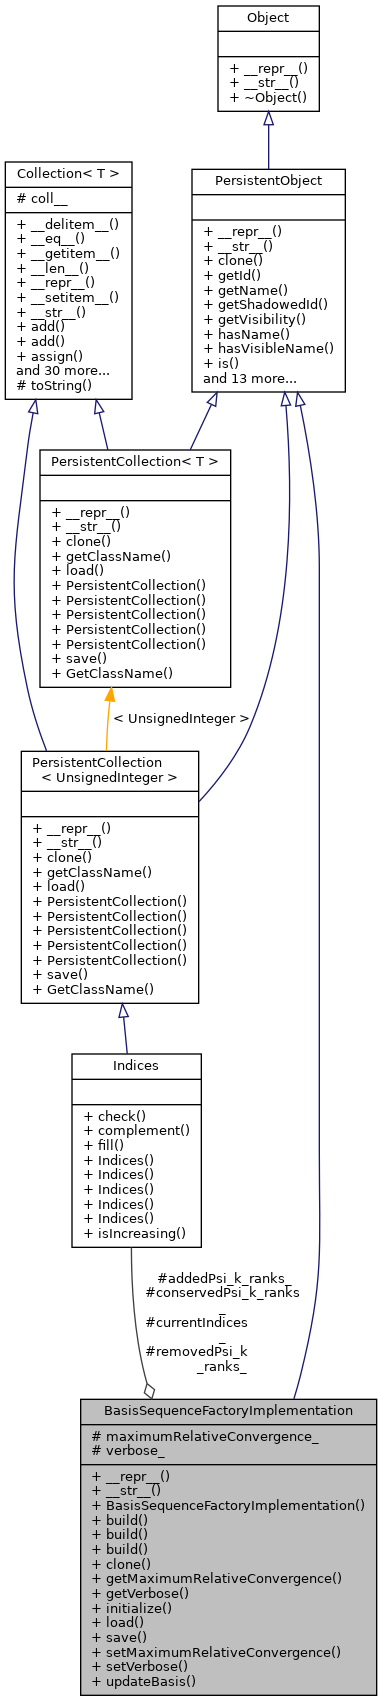 Object
+ __repr__()
+ __str__()
+ ~Object()
Collection< T >
# coll__
+ __delitem__()
+ __eq__()
+ __getitem__()
+ __len__()
+ __repr__()
+ __setitem__()
+ __str__()
+ add()
+ add()
+ assign()
and 30 more...
# toString()
PersistentObject
+ __repr__()
+ __str__()
+ clone()
+ getId()
+ getName()
+ getShadowedId()
+ getVisibility()
+ hasName()
+ hasVisibleName()
+ is()
and 13 more...
PersistentCollection< T >
+ __repr__()
+ __str__()
+ clone()
+ getClassName()
+ load()
+ PersistentCollection()
+ PersistentCollection()
+ PersistentCollection()
+ PersistentCollection()
+ PersistentCollection()
+ save()
+ GetClassName()
< UnsignedInteger >
PersistentCollection
< UnsignedInteger >
+ __repr__()
+ __str__()
+ clone()
+ getClassName()
+ load()
+ PersistentCollection()
+ PersistentCollection()
+ PersistentCollection()
+ PersistentCollection()
+ PersistentCollection()
+ save()
+ GetClassName()
Indices
+ check()
+ complement()
+ fill()
+ Indices()
+ Indices()
+ Indices()
+ Indices()
+ Indices()
+ isIncreasing()
#addedPsi_k_ranks_
#conservedPsi_k_ranks
_
#currentIndices
_
#removedPsi_k
_ranks_
BasisSequenceFactoryImplementation
# maximumRelativeConvergence_
# verbose_
+ __repr__()
+ __str__()
+ BasisSequenceFactoryImplementation()
+ build()
+ build()
+ build()
+ clone()
+ getMaximumRelativeConvergence()
+ getVerbose()
+ initialize()
+ load()
+ save()
+ setMaximumRelativeConvergence()
+ setVerbose()
+ updateBasis()